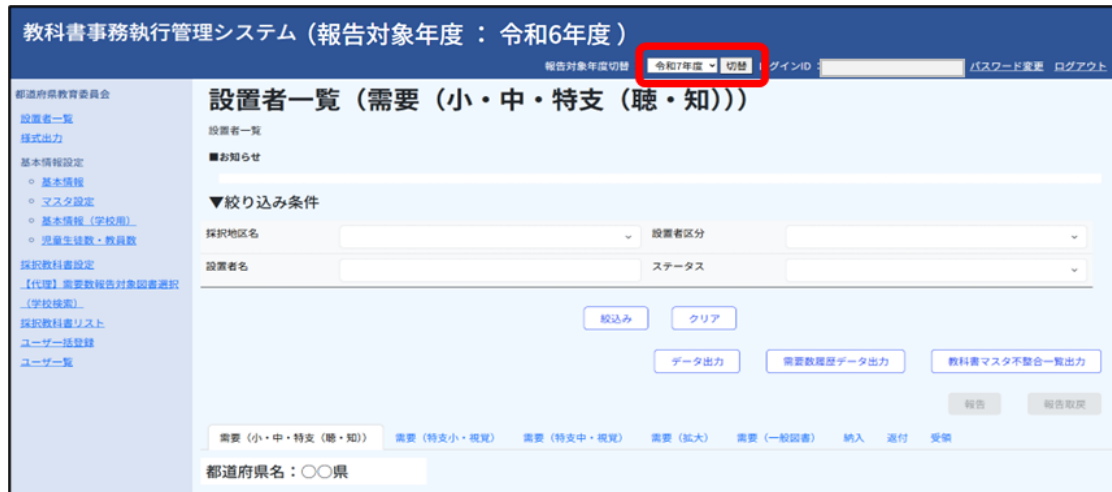 教科書事務執行管理システム (報告対象年度 : 令和6年度 )
報告対象年度切替 令和7年度 切替 ログインID : パスワード変更 ログアウト
都道府県教育委員会
設置者一覧
様式出力
基本情報設定
基本情報
マスタ設定
基本情報（学校用）
児童生徒数・教員数
採択教科書設定
【代理】需要数報告対象図書選択
（学校検索）
採択教科書リスト
ユーザ一括登録
ユーザ一覧
設置者一覧（需要（小・中・特支（聴・知）））
設置者一覧
■お知らせ
▼絞り込み条件
採択地区名 設置者区分
設置者名 ステータス
絞込み クリア
データ出力 需要数履歴データ出力 教科書マスタ不整合一覧出力
報告 報告取戻
需要（小・中・特支（聴・知）） 需要（特支小・視覚） 需要（特支中・視覚） 需要（拡大） 需要（一般図書） 納入 返付 受領
都道府県名：○○県